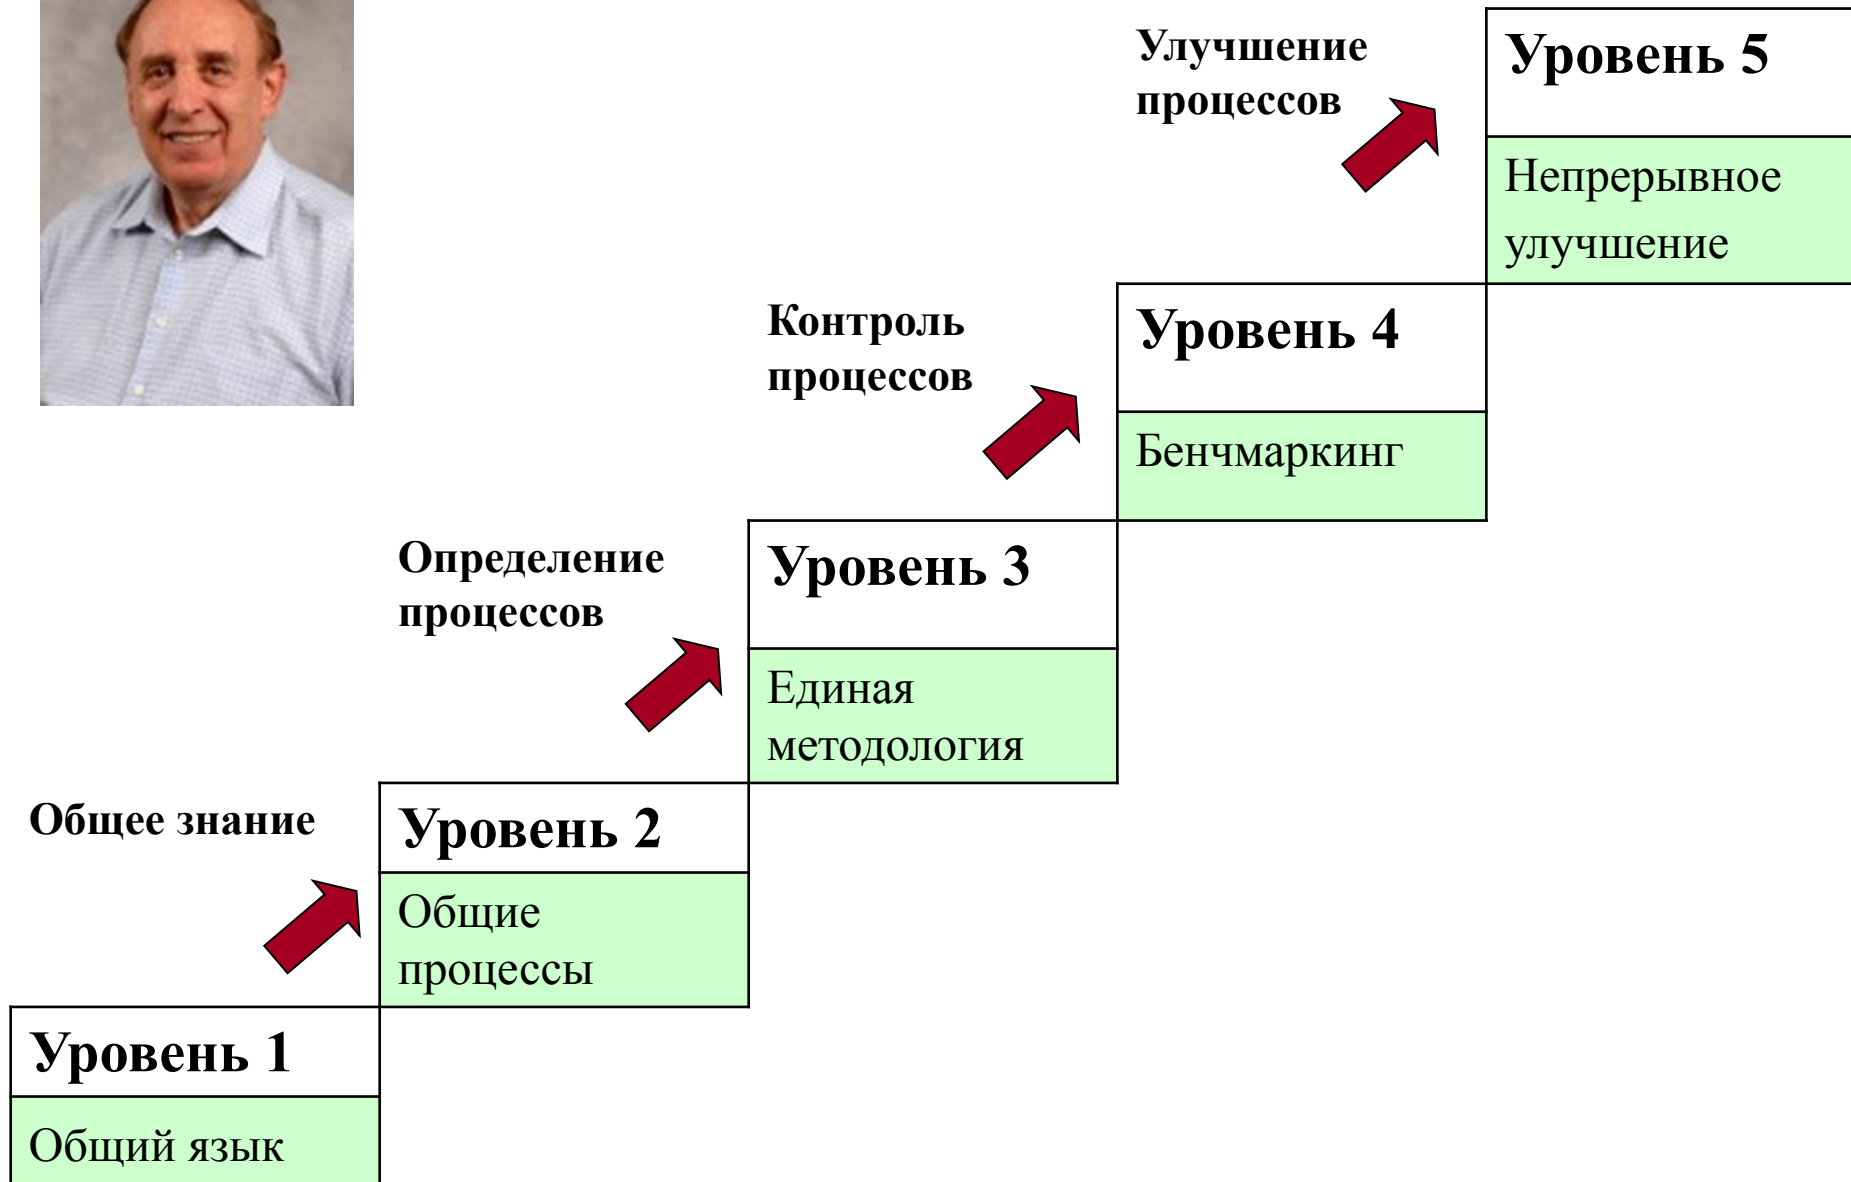 Улучшение
процессов
Уровень 5
Непрерывное
улучшение
Контроль
процессов
Уровень 4
Бенчмаркинг
Определение
процессов
Уровень 3
Единая
методология
Общее знание
Уровень 2
Общие
процессы
Уровень 1
Общий язык